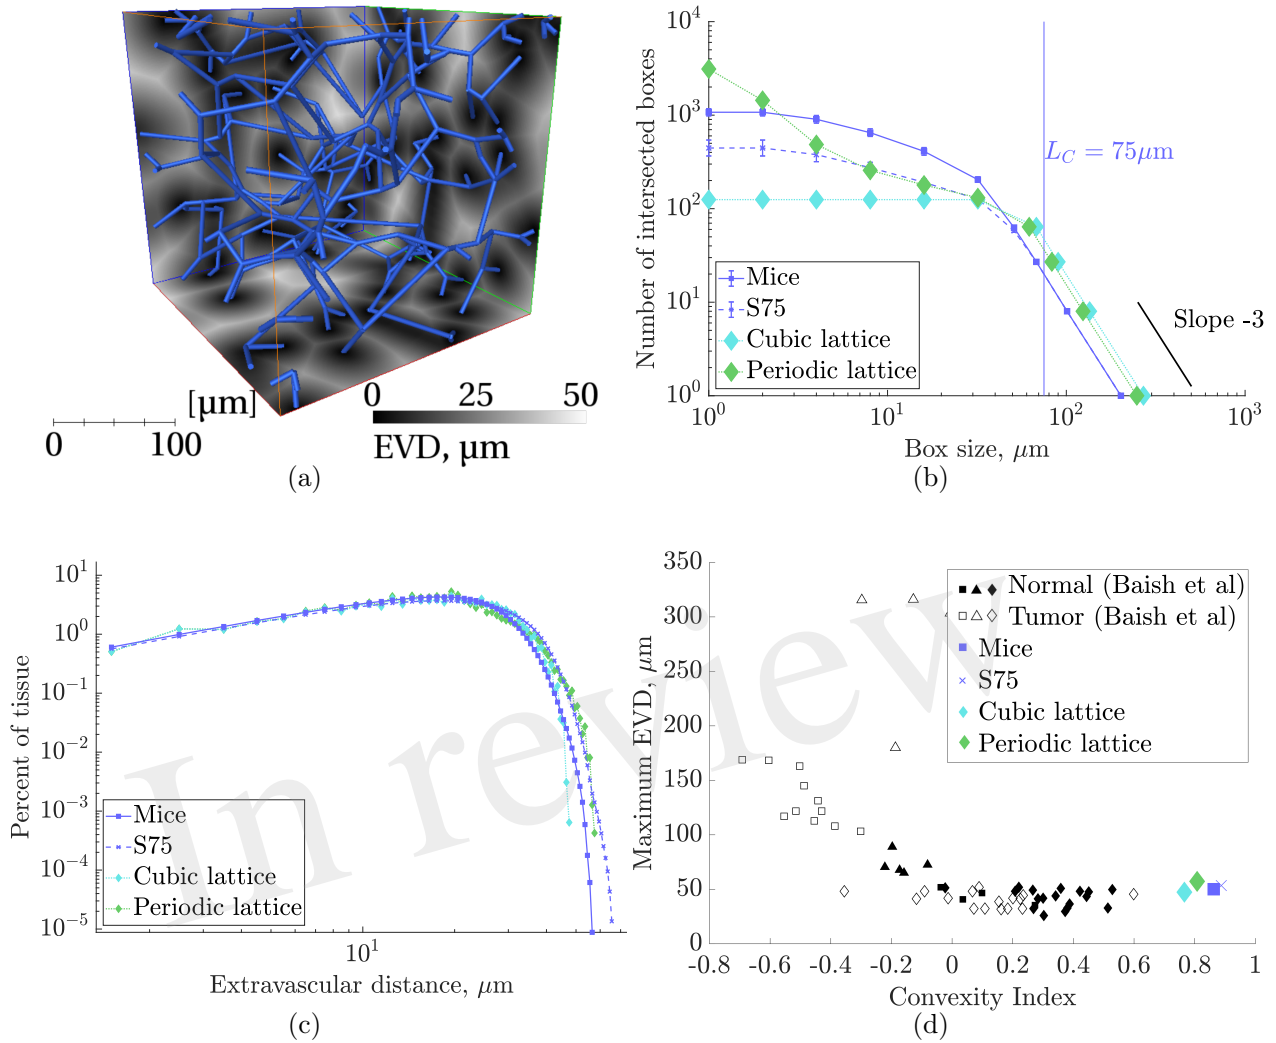 [μm]
0 100
0 25 50
EVD, μm
(a)
Number of intersected boxes
10^4
10^3
10^2
10^1
10^0
L_C = 75μm
Slope -3
Mice
S75
Cubic lattice
Periodic lattice
10^0 10^1 10^2 10^3
Box size, μm
(b)
Percent of tissue
10^1
10^0
10^-1
10^-2
10^-3
10^-4
10^-5
Mice
S75
Cubic lattice
Periodic lattice
10^1
Extravascular distance, μm
(c)
Maximum EVD, μm
350
300
250
200
150
100
50
0
Normal (Baish et al)
Tumor (Baish et al)
Mice
S75
Cubic lattice
Periodic lattice
-0.8 -0.6 -0.4 -0.2 0 0.2 0.4 0.6 0.8 1
Convexity Index
(d)
In review